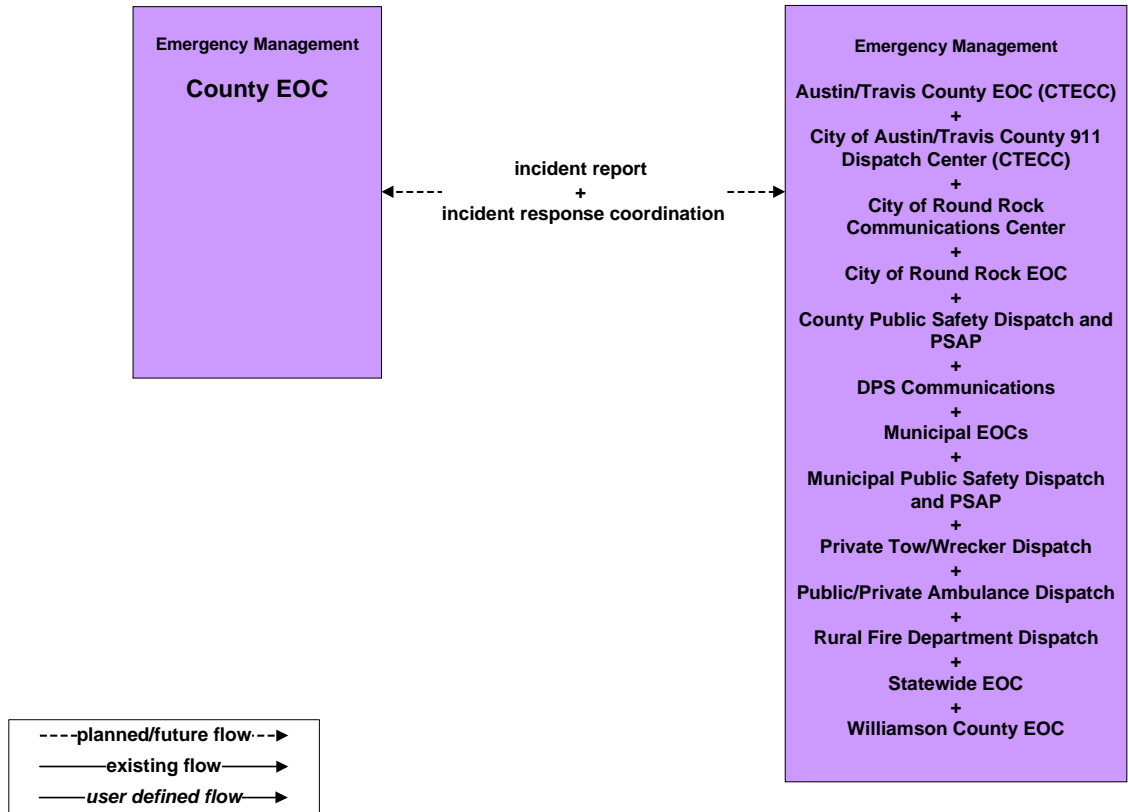 Emergency Management
County EOC
incident report
+
incident response coordination
Emergency Management
Austin/Travis County EOC (CTECC)
+
City of Austin/Travis County 911
Dispatch Center (CTECC)
+
City of Round Rock
Communications Center
+
City of Round Rock EOC
+
County Public Safety Dispatch and
PSAP
+
DPS Communications
+
Municipal EOCs
+
Municipal Public Safety Dispatch
and PSAP
+
Private Tow/Wrecker Dispatch
+
Public/Private Ambulance Dispatch
+
Rural Fire Department Dispatch
+
Statewide EOC
+
Williamson County EOC
planned/future flow
existing flow
user defined flow